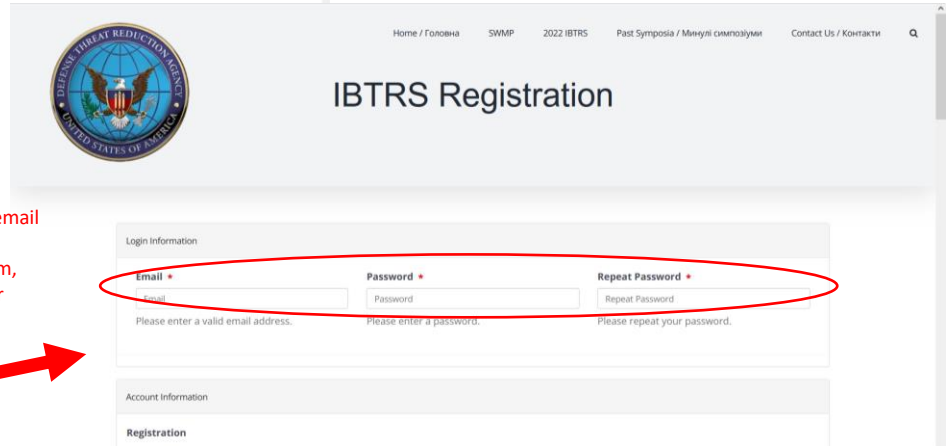 DEFENSE THREAT REDUCTION AGENCY
UNITED STATES OF AMERICA
Home / Головна SWMP 2022 IBTRS Past Symposia / Минулі симпозіуми Contact Us / Контакти
IBTRS Registration
email
Login Information
Email * Password * Repeat Password *
Email Password Repeat Password
Please enter a valid email address. Please enter a password. Please repeat your password.
Account Information
Registration